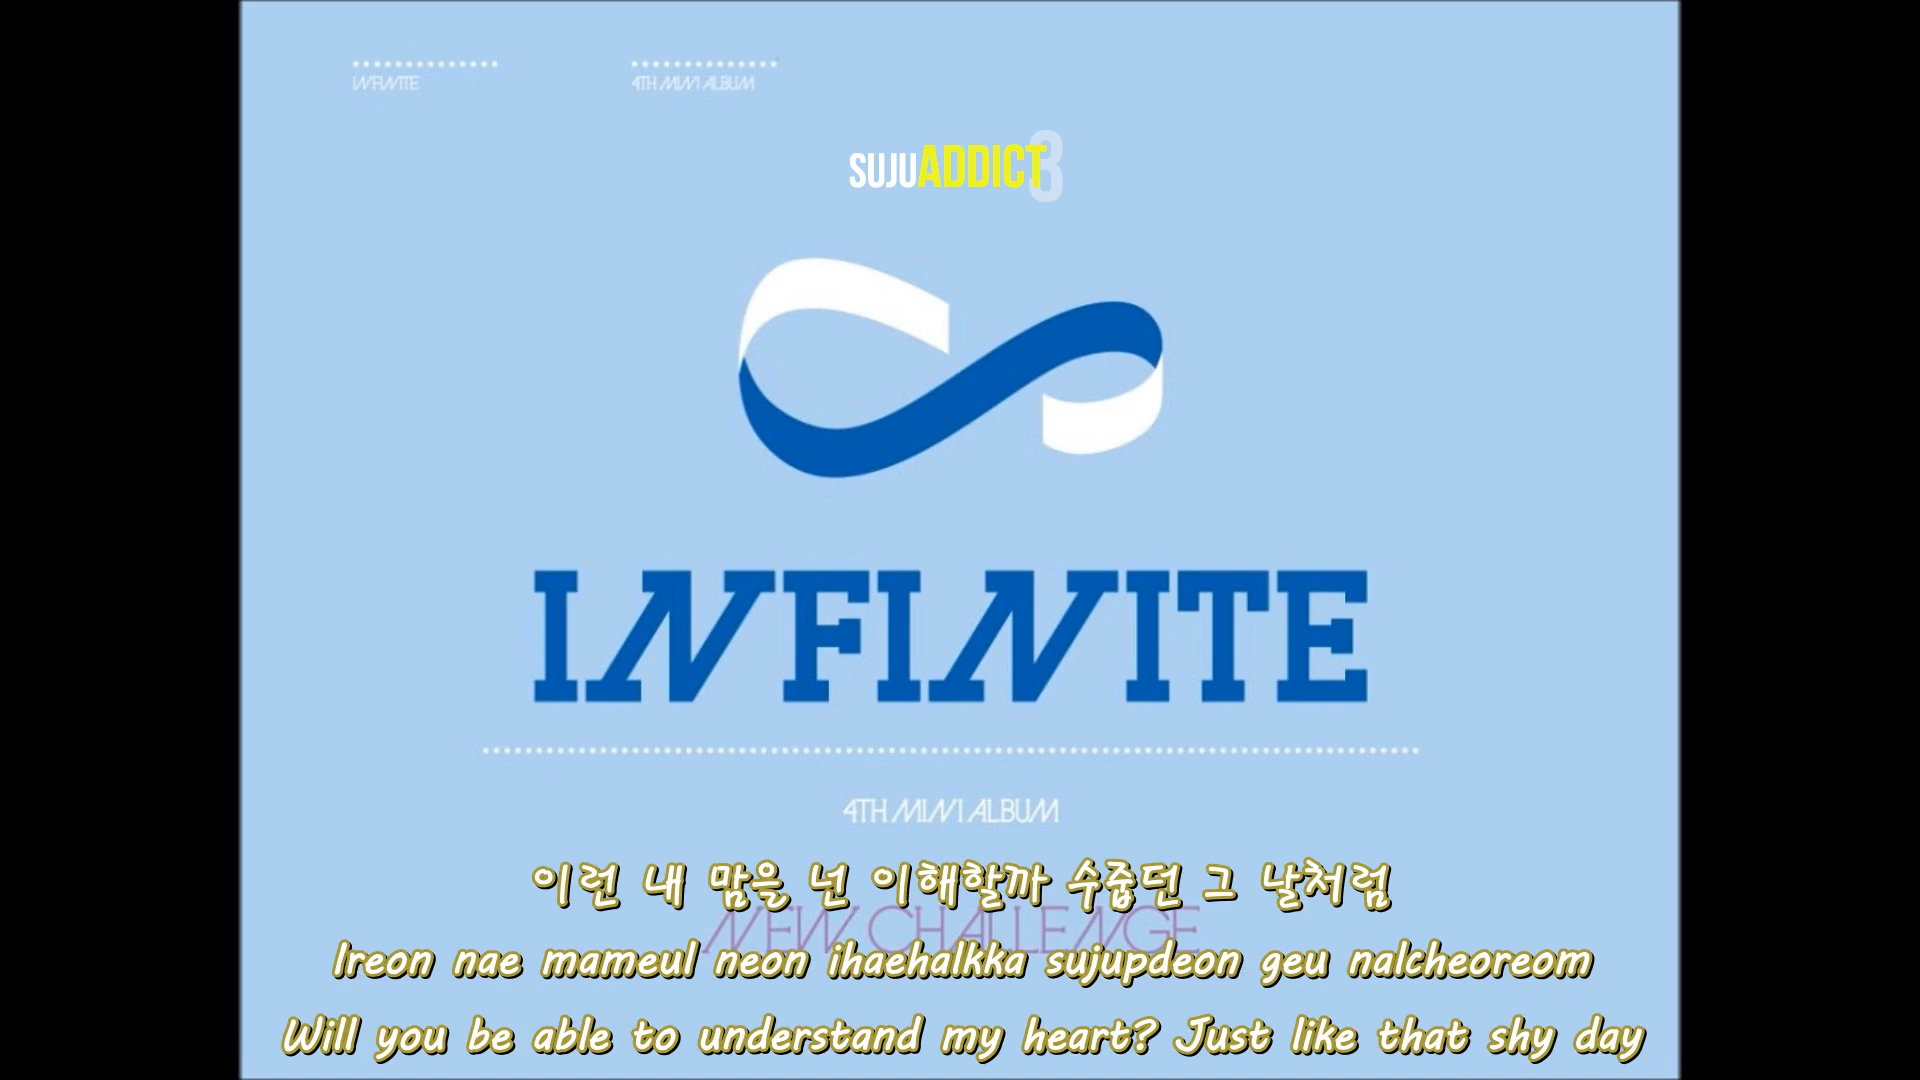 INFINITE
4TH MINI ALBUM
SUJUADDICT3
INFINITE
4TH MINI ALBUM
이런 내 맘을 넌 이해할까 수줍던 그 날처럼
NEW CHALLENGE
Ireon nae mameul neon ihaehalkka sujupdeon geu nalcheoreom
Will you be able to understand my heart? Just like that shy day